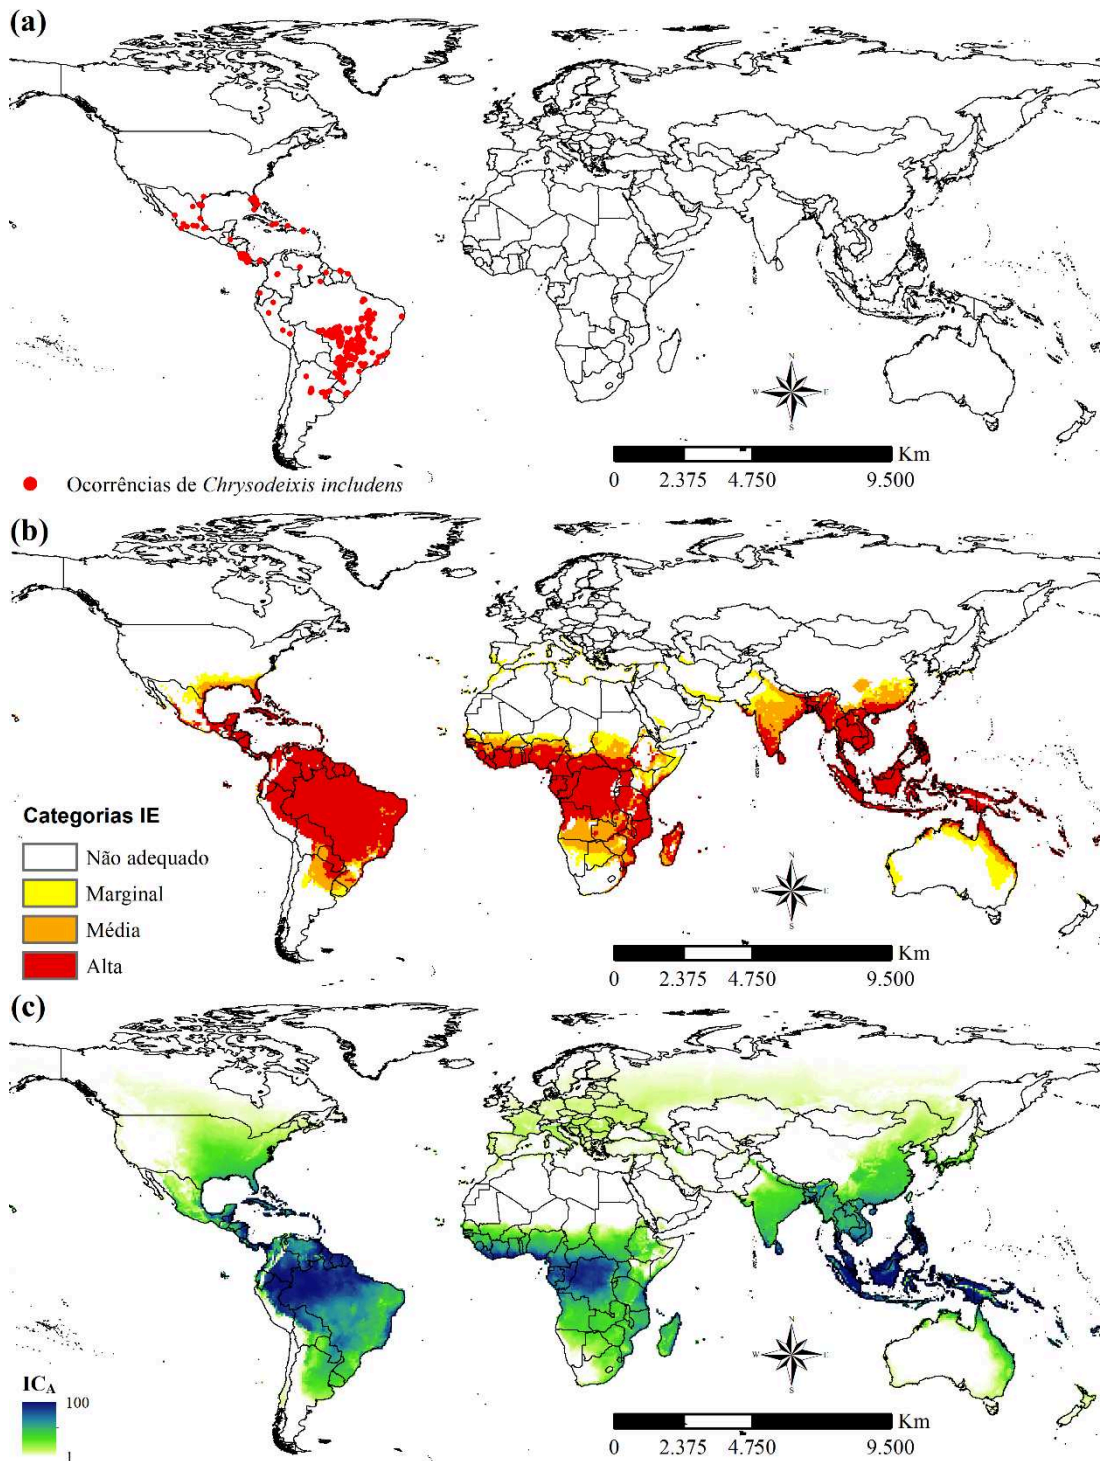 (a)
N
W
E
S
Km
0
2.375
4.750
9.500
Ocorrências de Chrysodeixis includens
(b)
Categorias IE
Não adequado
Marginal
Média
Alta
N
W
E
S
Km
0
2.375
4.750
9.500
(c)
ICA
100
1
N
W
E
S
Km
0
2.375
4.750
9.500